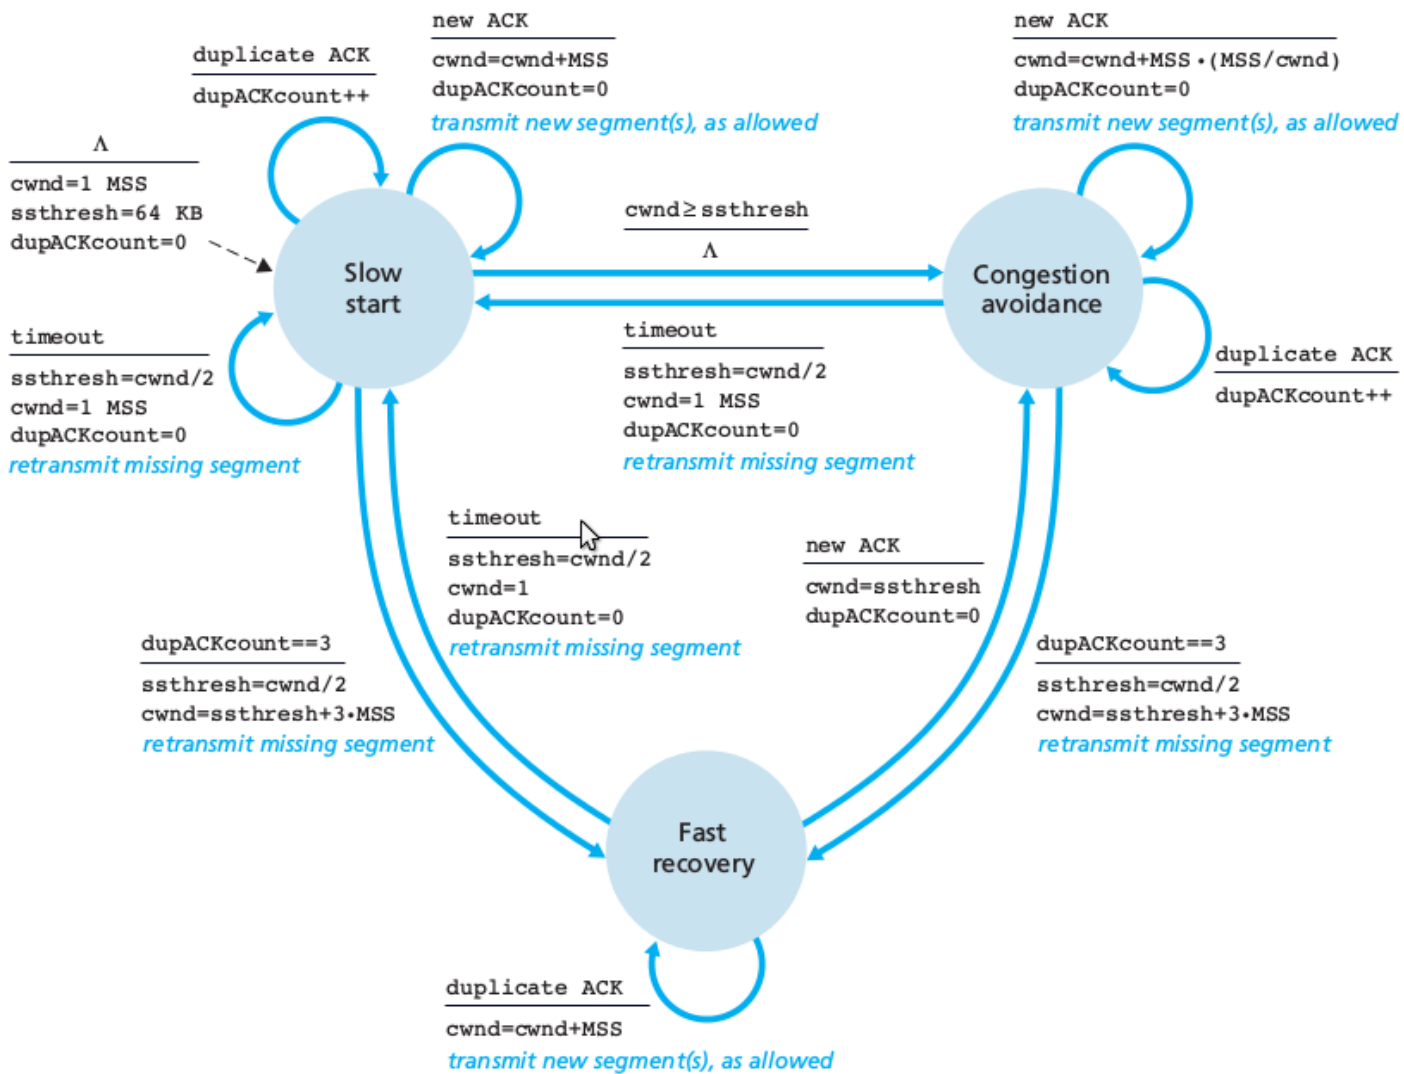 new ACK
cwnd=cwnd+MSS
dupACKcount=0
transmit new segment(s), as allowed
new ACK
cwnd=cwnd+MSS•(MSS/cwnd)
dupACKcount=0
transmit new segment(s), as allowed
duplicate ACK
dupACKcount++
Λ
cwnd=1 MSS
ssthresh=64 KB
dupACKcount=0
cwnd≥ssthresh
Λ
Slow
start
Congestion
avoidance
timeout
ssthresh=cwnd/2
cwnd=1 MSS
dupACKcount=0
retransmit missing segment
timeout
ssthresh=cwnd/2
cwnd=1 MSS
dupACKcount=0
retransmit missing segment
duplicate ACK
dupACKcount++
timeout
ssthresh=cwnd/2
cwnd=1
dupACKcount=0
retransmit missing segment
new ACK
cwnd=ssthresh
dupACKcount=0
dupACKcount==3
ssthresh=cwnd/2
cwnd=ssthresh+3•MSS
retransmit missing segment
dupACKcount==3
ssthresh=cwnd/2
cwnd=ssthresh+3•MSS
retransmit missing segment
Fast
recovery
duplicate ACK
cwnd=cwnd+MSS
transmit new segment(s), as allowed